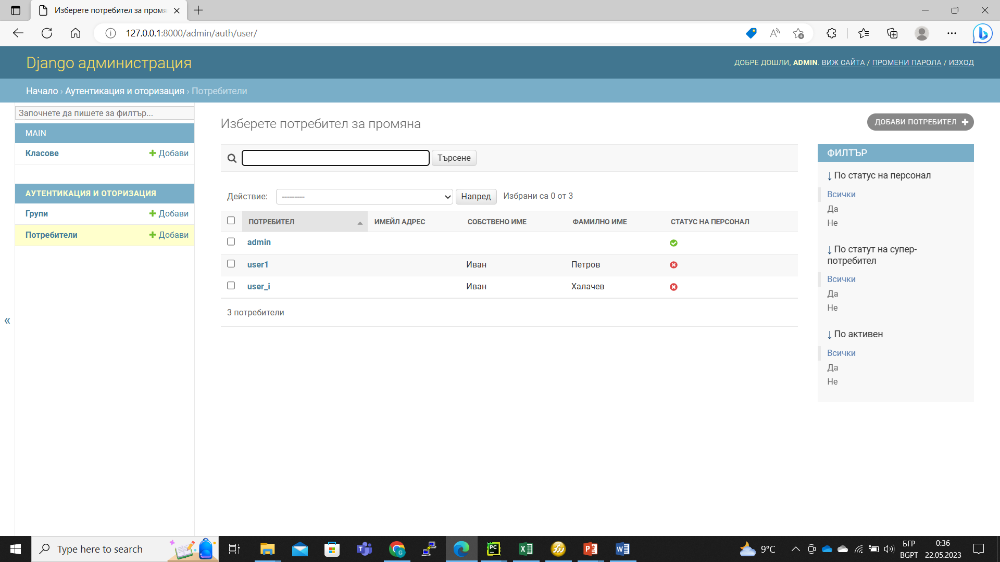 Изберете потребител за промя
127.0.0.1:8000/admin/auth/user/
Django администрация
ДОБРЕ ДОШЛИ, ADMIN. ВИЖ САЙТА / ПРОМЕНИ ПАРОЛА / ИЗХОД
Начало › Аутентикация и оторизация › Потребители
Започнете да пишете за филтър...
MAIN
Класове Добави
АУТЕНТИКАЦИЯ И ОТОРИЗАЦИЯ
Групи Добави
Потребители Добави
«
Изберете потребител за промяна
ДОБАВИ ПОТРЕБИТЕЛ +
Търсене
Действие: --------- Напред Избрани са 0 от 3
ПОТРЕБИТЕЛ ИМЕЙЛ АДРЕС СОБСТВЕНО ИМЕ ФАМИЛНО ИМЕ СТАТУС НА ПЕРСОНАЛ
admin
user1 Иван Петров
user_i Иван Халачев
3 потребители
ФИЛТЪР
↓ По статус на персонал
Всички
Да
Не
↓ По статут на супер-
потребител
Всички
Да
Не
↓ По активен
Всички
Да
Не
Type here to search
9°C
БГР
BGPT
0:36
22.05.2023